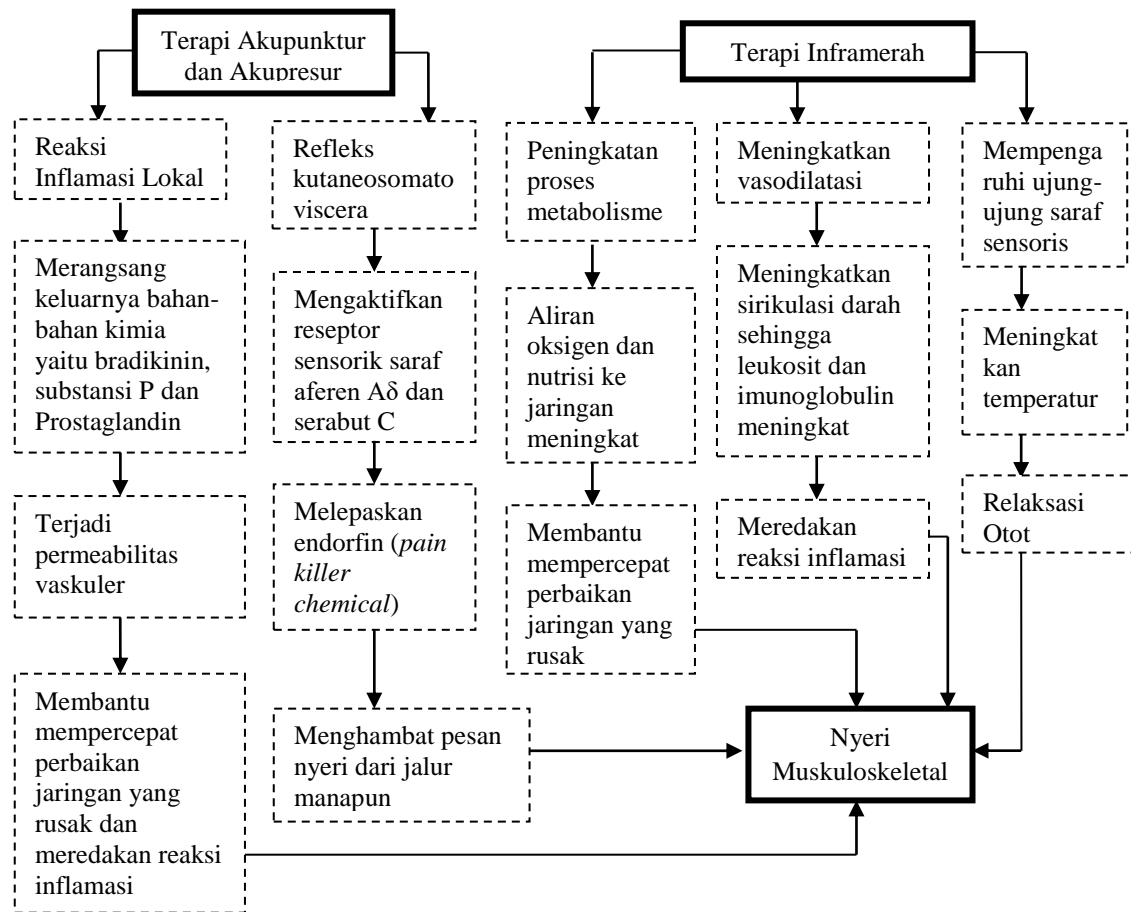 Terapi Akupunktur
dan Akupresur
Terapi Inframerah
Reaksi
Inflamasi Lokal
Refleks
kutaneosomato
viscera
Peningkatan
proses
metabolisme
Meningkatkan
vasodilatasi
Mempenga
ruhi ujung-
ujung saraf
sensoris
Merangsang
keluarnya bahan-
bahan kimia
yaitu bradikinin,
substansi P dan
Prostaglandin
Mengaktifkan
reseptor
sensorik saraf
aferen Aδ dan
serabut C
Aliran
oksigen dan
nutrisi ke
jaringan
meningkat
Meningkatkan
sirikulasi darah
sehingga
leukosit dan
imunoglobulin
meningkat
Meningkat
kan
temperatur
Terjadi
permeabilitas
vaskuler
Melepaskan
endorfin (pain
killer
chemical)
Membantu
mempercepat
perbaikan
jaringan yang
rusak
Meredakan
reaksi inflamasi
Relaksasi
Otot
Membantu
mempercepat
perbaikan
jaringan yang
rusak dan
meredakan reaksi
inflamasi
Menghambat pesan
nyeri dari jalur
manapun
Nyeri
Muskuloskeletal